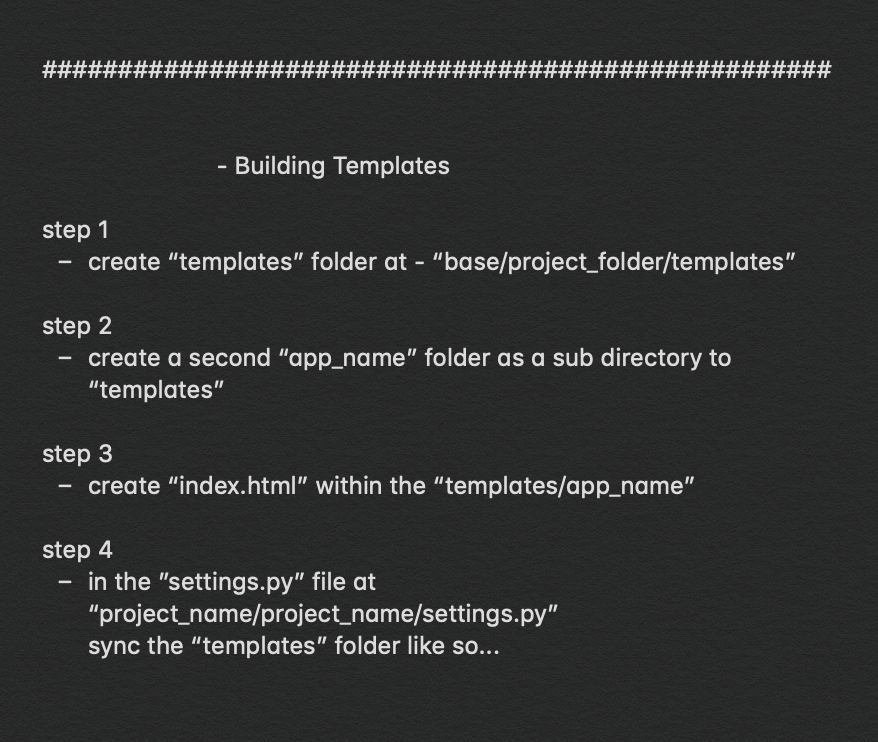 ####################################################
- Building Templates
step 1
– create “templates” folder at - “base/project_folder/templates”
step 2
– create a second “app_name” folder as a sub directory to
“templates”
step 3
– create “index.html” within the “templates/app_name”
step 4
– in the ”settings.py” file at
“project_name/project_name/settings.py”
sync the “templates” folder like so...